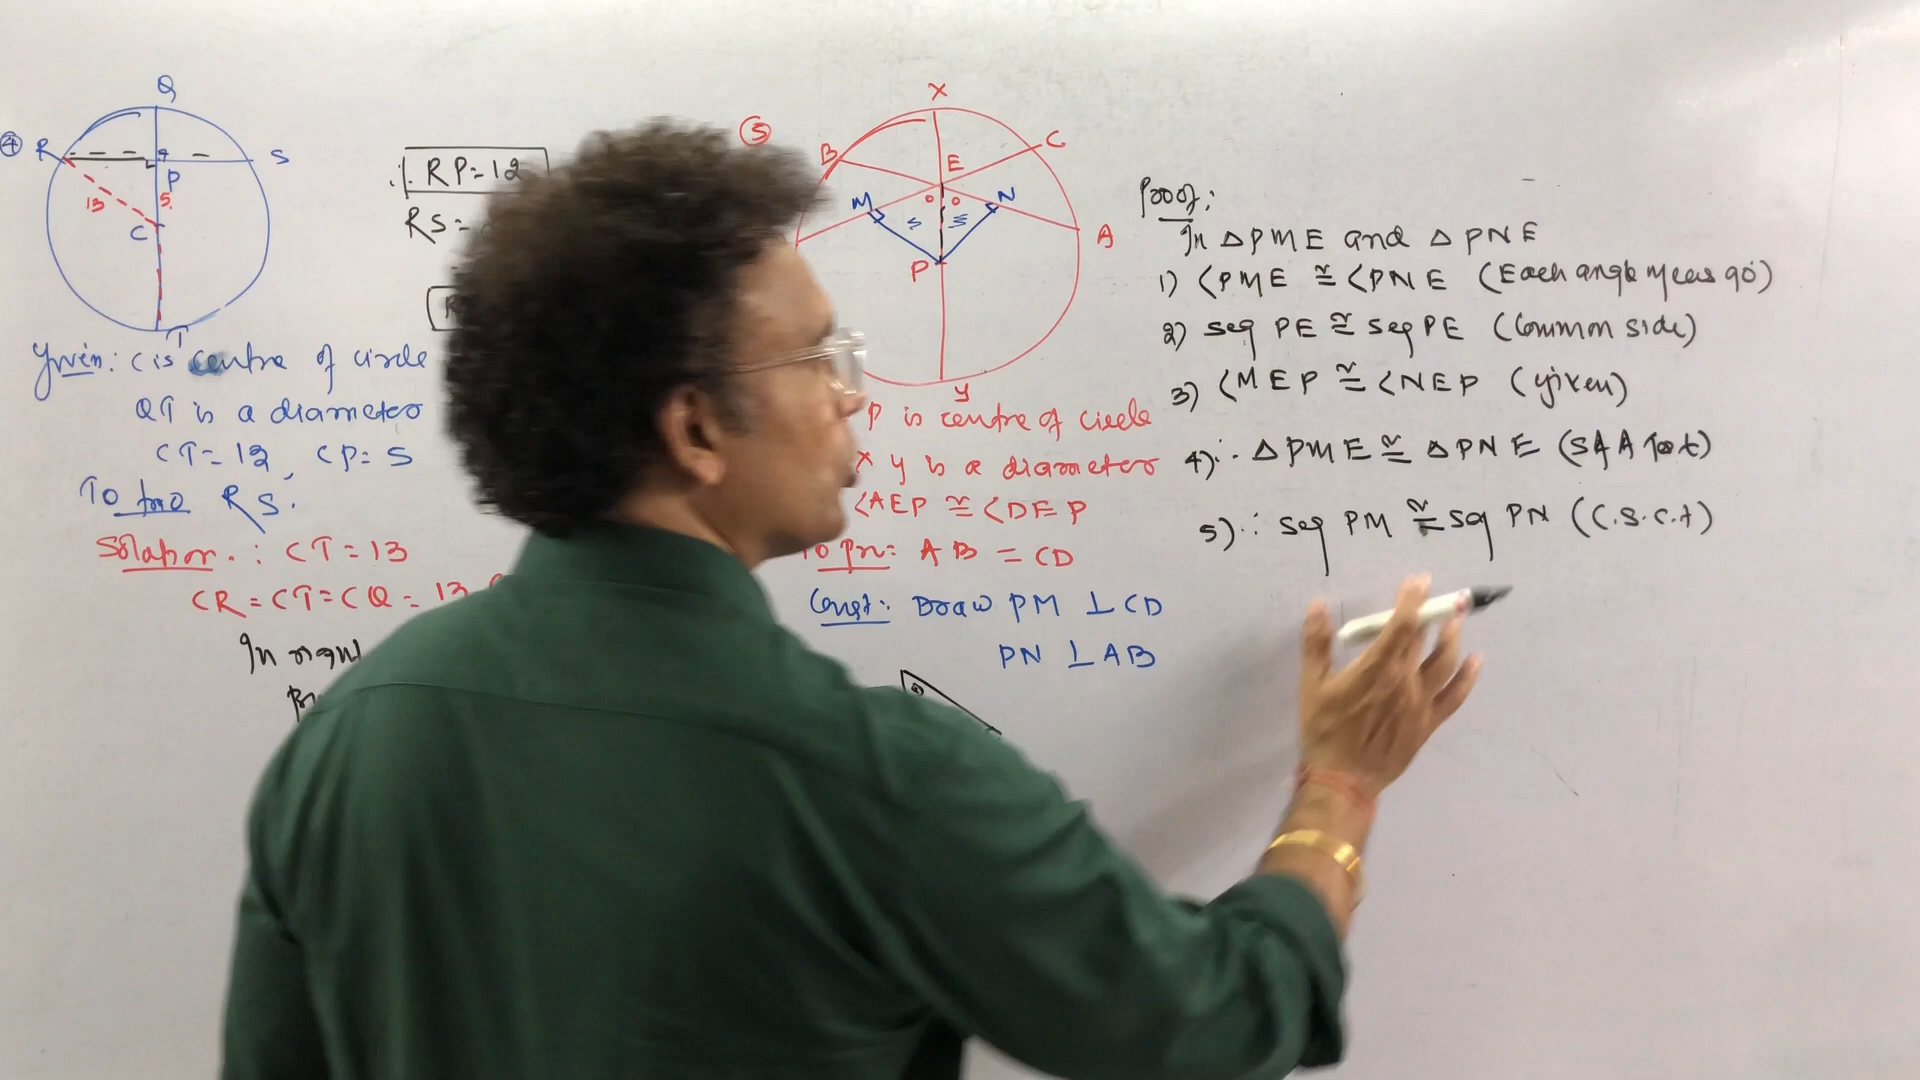 ④
Q
R
S
P
13
5
C
T
∴ RP=12
RS=
Given: C is centre of circle
QT is a diameter
CT=13, CP=5
To find RS.
Solution: CT=13
CR=CT=CQ=13
In right
⑤
X
B
C
E
M
N
A
P
Y
P is centre of circle
XY is a diameter
<AEP ≅ <DEP
To pr: AB = CD
Const: Draw PM ⊥ CD
PN ⊥ AB
Proof:
In △PME and △PNE
1) <PME ≅ <PNE (Each angle meas 90°)
2) seg PE ≅ seg PE (Common side)
3) <MEP ≅ <NEP (given)
4) ∴ △PME ≅ △PNE (SAA Test)
5) ∴ seg PM ≅ seg PN (C.S.C.T)